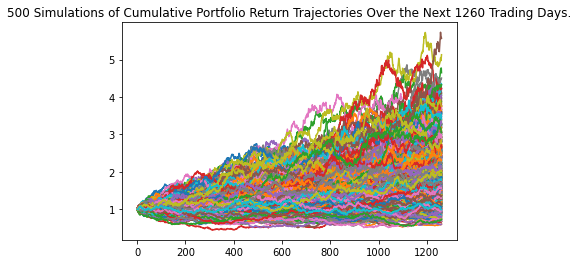 500 Simulations of Cumulative Portfolio Return Trajectories Over the Next 1260 Trading Days.
5
4
3
2
1
0 200 400 600 800 1000 1200